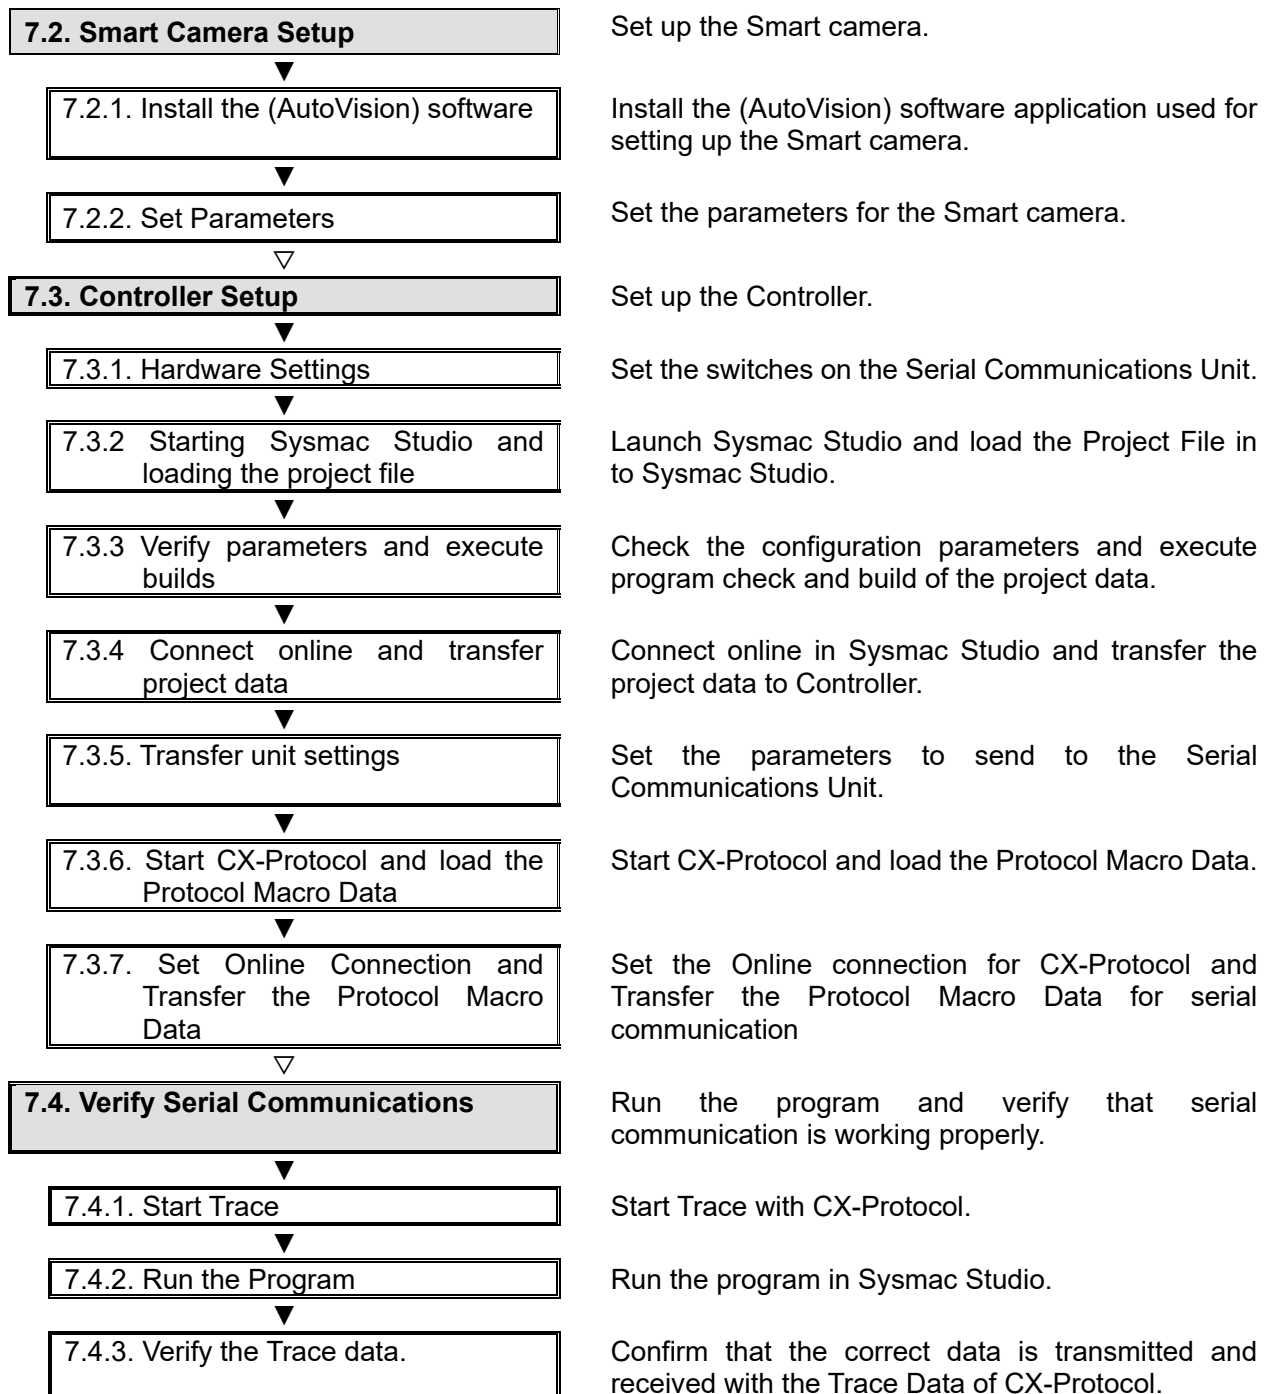 7.2. Smart Camera Setup
Set up the Smart camera.
▼
7.2.1. Install the (AutoVision) software
Install the (AutoVision) software application used for
setting up the Smart camera.
▼
7.2.2. Set Parameters
Set the parameters for the Smart camera.
▽
7.3. Controller Setup
Set up the Controller.
▼
7.3.1. Hardware Settings
Set the switches on the Serial Communications Unit.
▼
7.3.2 Starting Sysmac Studio and
loading the project file
Launch Sysmac Studio and load the Project File in
to Sysmac Studio.
▼
7.3.3 Verify parameters and execute
builds
Check the configuration parameters and execute
program check and build of the project data.
▼
7.3.4 Connect online and transfer
project data
Connect online in Sysmac Studio and transfer the
project data to Controller.
▼
7.3.5. Transfer unit settings
Set the parameters to send to the Serial
Communications Unit.
▼
7.3.6. Start CX-Protocol and load the
Protocol Macro Data
Start CX-Protocol and load the Protocol Macro Data.
▼
7.3.7. Set Online Connection and
Transfer the Protocol Macro
Data
Set the Online connection for CX-Protocol and
Transfer the Protocol Macro Data for serial
communication
▽
7.4. Verify Serial Communications
Run the program and verify that serial
communication is working properly.
▼
7.4.1. Start Trace
Start Trace with CX-Protocol.
▼
7.4.2. Run the Program
Run the program in Sysmac Studio.
▼
7.4.3. Verify the Trace data.
Confirm that the correct data is transmitted and
received with the Trace Data of CX-Protocol.